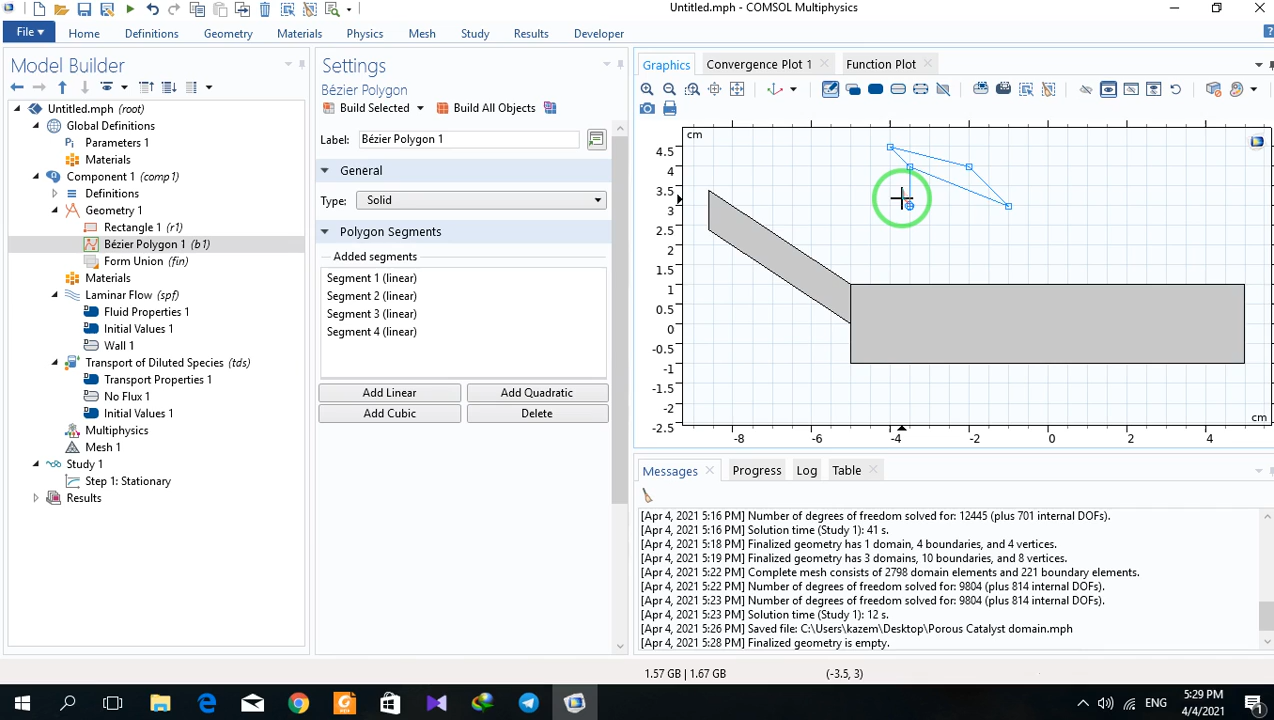 Untitled.mph - COMSOL Multiphysics
File
Home
Definitions
Geometry
Materials
Physics
Mesh
Study
Results
Developer
Model Builder
Untitled.mph (root)
Global Definitions
Parameters 1
Materials
Component 1 (comp1)
Definitions
Geometry 1
Rectangle 1 (r1)
Bézier Polygon 1 (b1)
Form Union (fin)
Materials
Laminar Flow (spf)
Fluid Properties 1
Initial Values 1
Wall 1
Transport of Diluted Species (tds)
Transport Properties 1
No Flux 1
Initial Values 1
Multiphysics
Mesh 1
Study 1
Step 1: Stationary
Results
Settings
Bézier Polygon
Build Selected
Build All Objects
Label: Bézier Polygon 1
General
Type: Solid
Polygon Segments
Added segments
Segment 1 (linear)
Segment 2 (linear)
Segment 3 (linear)
Segment 4 (linear)
Add Linear
Add Quadratic
Add Cubic
Delete
Graphics
Convergence Plot 1
Function Plot
cm
4.5
4
3.5
3
2.5
2
1.5
1
0.5
0
-0.5
-1
-1.5
-2
-2.5
cm
-8 -6 -4 -2 0 2 4
Messages
Progress
Log
Table
[Apr 4, 2021 5:16 PM] Number of degrees of freedom solved for: 12445 (plus 701 internal DOFs).
[Apr 4, 2021 5:16 PM] Solution time (Study 1): 41 s.
[Apr 4, 2021 5:18 PM] Finalized geometry has 1 domain, 4 boundaries, and 4 vertices.
[Apr 4, 2021 5:19 PM] Finalized geometry has 3 domains, 10 boundaries, and 8 vertices.
[Apr 4, 2021 5:22 PM] Complete mesh consists of 2798 domain elements and 221 boundary elements.
[Apr 4, 2021 5:22 PM] Number of degrees of freedom solved for: 9804 (plus 814 internal DOFs).
[Apr 4, 2021 5:23 PM] Number of degrees of freedom solved for: 9804 (plus 814 internal DOFs).
[Apr 4, 2021 5:23 PM] Solution time (Study 1): 12 s.
[Apr 4, 2021 5:26 PM] Saved file: C:\Users\kazem\Desktop\Porous Catalyst domain.mph
[Apr 4, 2021 5:28 PM] Finalized geometry is empty.
1.57 GB | 1.67 GB
(-3.5, 3)
ENG
5:29 PM
4/4/2021